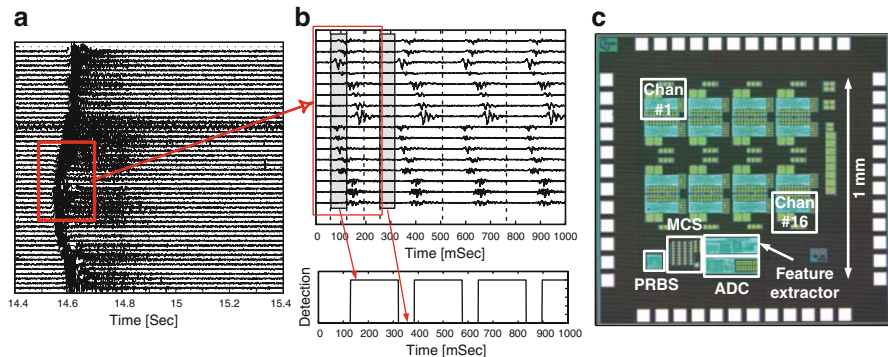 a
14.4 14.6 14.8 15 15.2 15.4
Time [Sec]
b
0 100 200 300 400 500 600 700 800 900 1000
Time [mSec]
Detection
0 100 200 300 400 500 600 700 800 900 1000
Time [mSec]
c
Chan
#1
Chan
#16
1 mm
MCS
PRBS
ADC
Feature
extractor